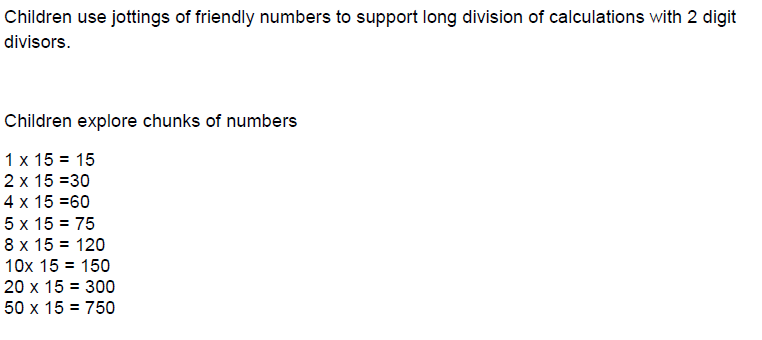 Children use jottings of friendly numbers to support long division of calculations with 2 digit
divisors.
Children explore chunks of numbers
1 x 15 = 15
2 x 15 =30
4 x 15 =60
5 x 15 = 75
8 x 15 = 120
10x 15 = 150
20 x 15 = 300
50 x 15 = 750